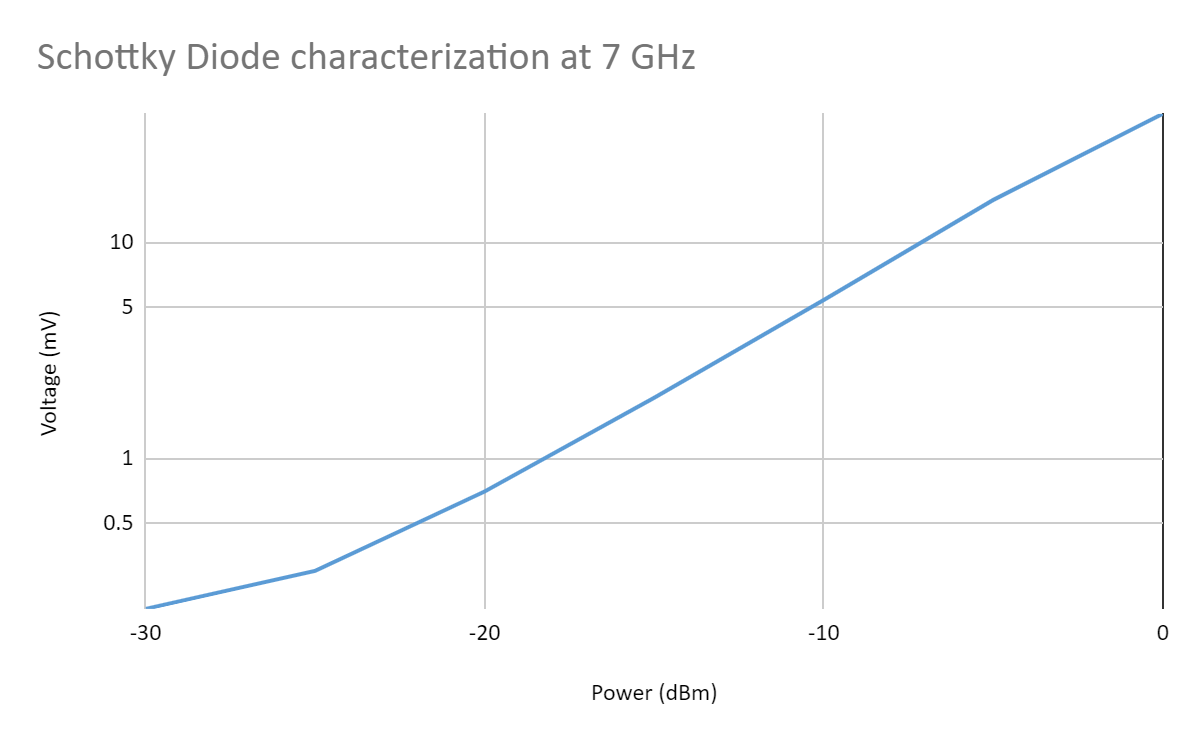 Schottky Diode characterization at 7 GHz
10
5
1
0.5
Voltage (mV)
-30
-20
-10
0
Power (dBm)